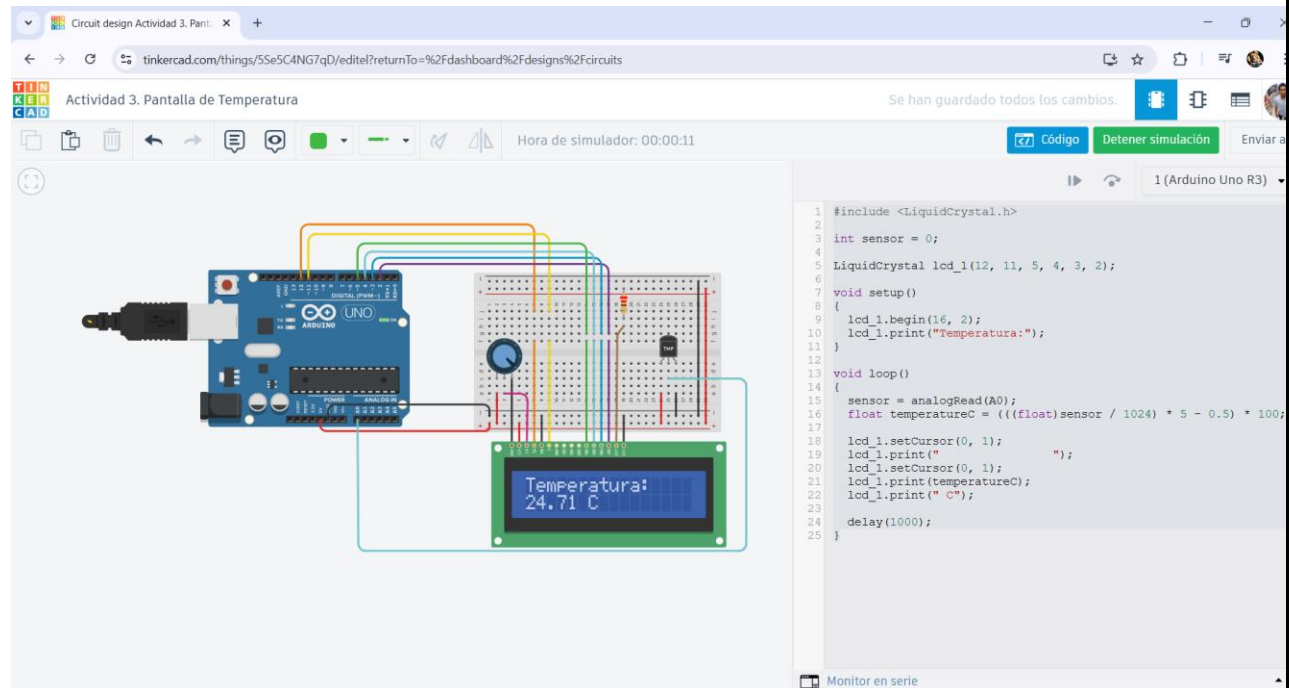 Circuit design Actividad 3. Pant
tinkercad.com/things/5Se5C4NG7qD/editel?returnTo=%2Fdashboard%2Fdesigns%2Fcircuits
TIN
KER
CAD
Actividad 3. Pantalla de Temperatura
Se han guardado todos los cambios.
Hora de simulador: 00:00:11
Código
Detener simulación
Enviar a
1 (Arduino Uno R3)
DIGITAL (PWM~)
UNO
ARDUINO
POWER
ANALOG IN
TMP
Temperatura:
24.71 C
1 #include <LiquidCrystal.h>
2
3 int sensor = 0;
4
5 LiquidCrystal lcd_1(12, 11, 5, 4, 3, 2);
6
7 void setup()
8 {
9   lcd_1.begin(16, 2);
10   lcd_1.print("Temperatura:");
11 }
12
13 void loop()
14 {
15   sensor = analogRead(A0);
16   float temperatureC = (((float)sensor / 1024) * 5 - 0.5) * 100;
17
18   lcd_1.setCursor(0, 1);
19   lcd_1.print("                ");
20   lcd_1.setCursor(0, 1);
21   lcd_1.print(temperatureC);
22   lcd_1.print(" C");
23
24   delay(1000);
25 }
Monitor en serie